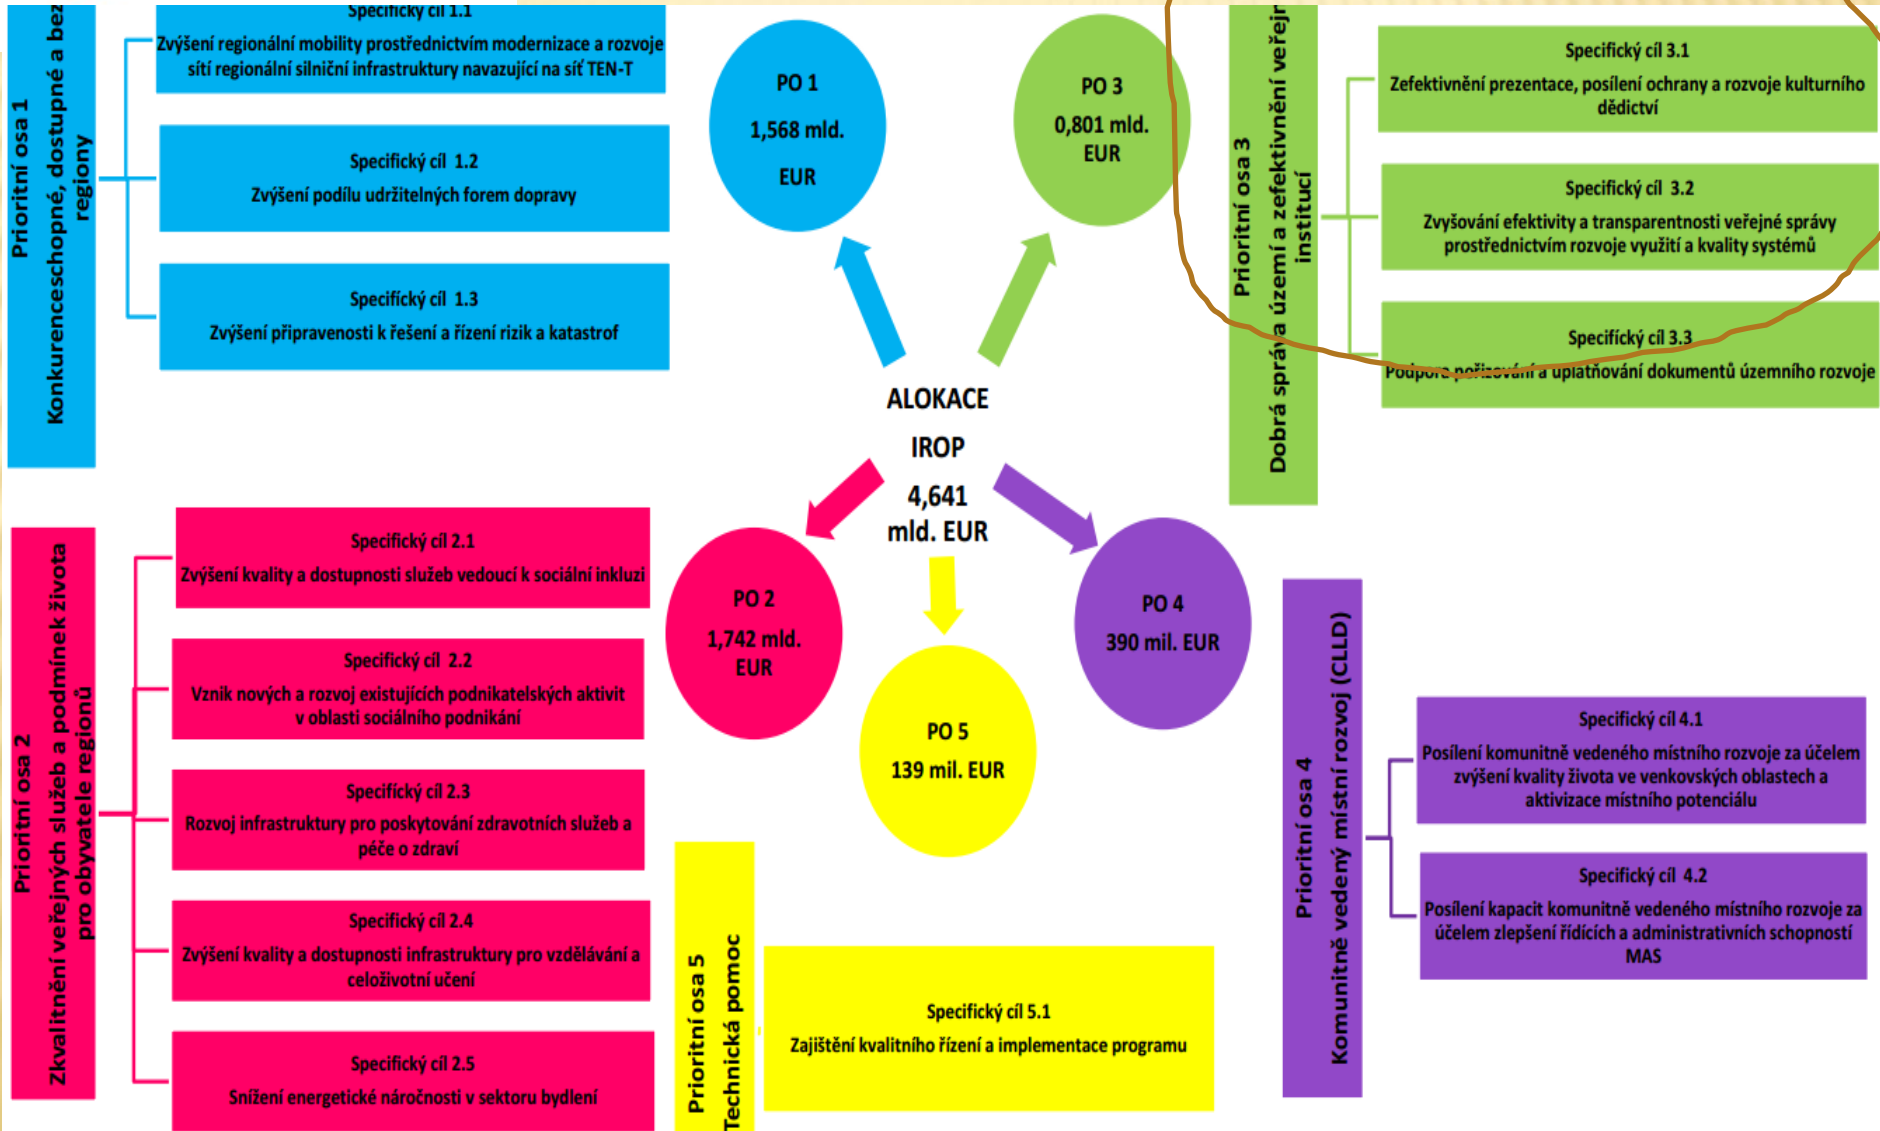 Prioritní osa 1
Konkurenceschopné, dostupné a bez
regiony
Specifický cíl 1.1
Zvýšení regionální mobility prostřednictvím modernizace a rozvoje
sítí regionální silniční infrastruktury navazující na síť TEN-T
Specifický cíl 1.2
Zvýšení podílu udržitelných forem dopravy
Specifícký cíl 1.3
Zvýšení připravenosti k řešení a řízení rizik a katastrof
PO 1
1,568 mld.
EUR
PO 3
0,801 mld.
EUR
Prioritní osa 3
Dobrá správa území a zefektivnění veřejn
institucí
Specifický cíl 3.1
Zefektivnění prezentace, posílení ochrany a rozvoje kulturního
dědictví
Specifický cíl 3.2
Zvyšování efektivity a transparentnosti veřejné správy
prostřednictvím rozvoje využití a kvality systémů
Specifícký cíl 3.3
Podpora pořizování a uplatňování dokumentů územního rozvoje
ALOKACE
IROP
4,641
mld. EUR
Prioritní osa 2
Zkvalitnění veřejných služeb a podmínek života
pro obyvatele regionů
Specifický cíl 2.1
Zvýšení kvality a dostupnosti služeb vedoucí k sociální inkluzi
Specifický cíl 2.2
Vznik nových a rozvoj existujících podnikatelských aktivit
v oblasti sociálního podnikání
Specifícký cíl 2.3
Rozvoj infrastruktury pro poskytování zdravotních služeb a
péče o zdraví
Specifický cíl 2.4
Zvýšení kvality a dostupnosti infrastruktury pro vzdělávání a
celoživotní učení
Specifický cíl 2.5
Snížení energetické náročnosti v sektoru bydlení
PO 2
1,742 mld.
EUR
PO 5
139 mil. EUR
PO 4
390 mil. EUR
Prioritní osa 5
Technická pomoc
Specifický cíl 5.1
Zajištění kvalitního řízení a implementace programu
Prioritní osa 4
Komunitně vedený místní rozvoj (CLLD)
Specifický cíl 4.1
Posílení komunitně vedeného místního rozvoje za účelem
zvýšení kvality života ve venkovských oblastech a
aktivizace místního potenciálu
Specifický cíl 4.2
Posílení kapacit komunitně vedeného místního rozvoje za
účelem zlepšení řídících a administrativních schopností
MAS